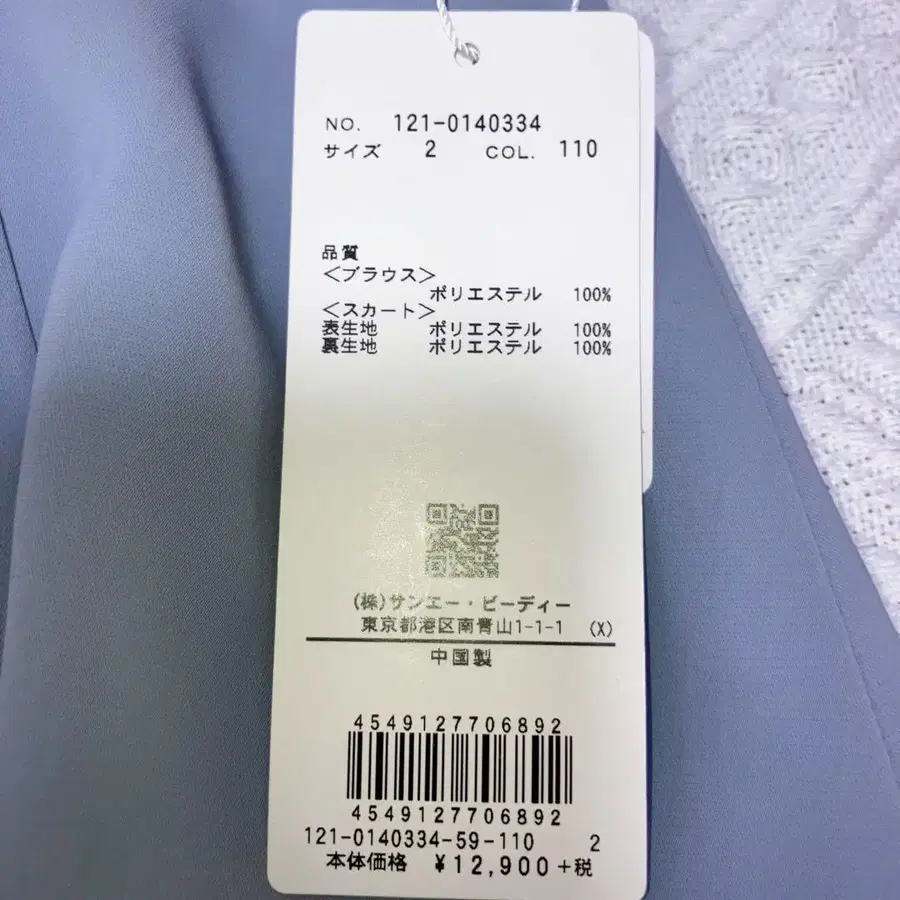 NO. 121-0140334
サイズ 2 COL. 110
品質
<ブラウス>
ポリエステル 100%
<スカート>
表生地 ポリエステル 100%
裏生地 ポリエステル 100%
(株)サンエー・ビーディー
東京都港区南青山1-1-1 (X)
中国製
4549127706892
4549127706892
121-0140334-59-110 2
本体価格 ¥12,900+税